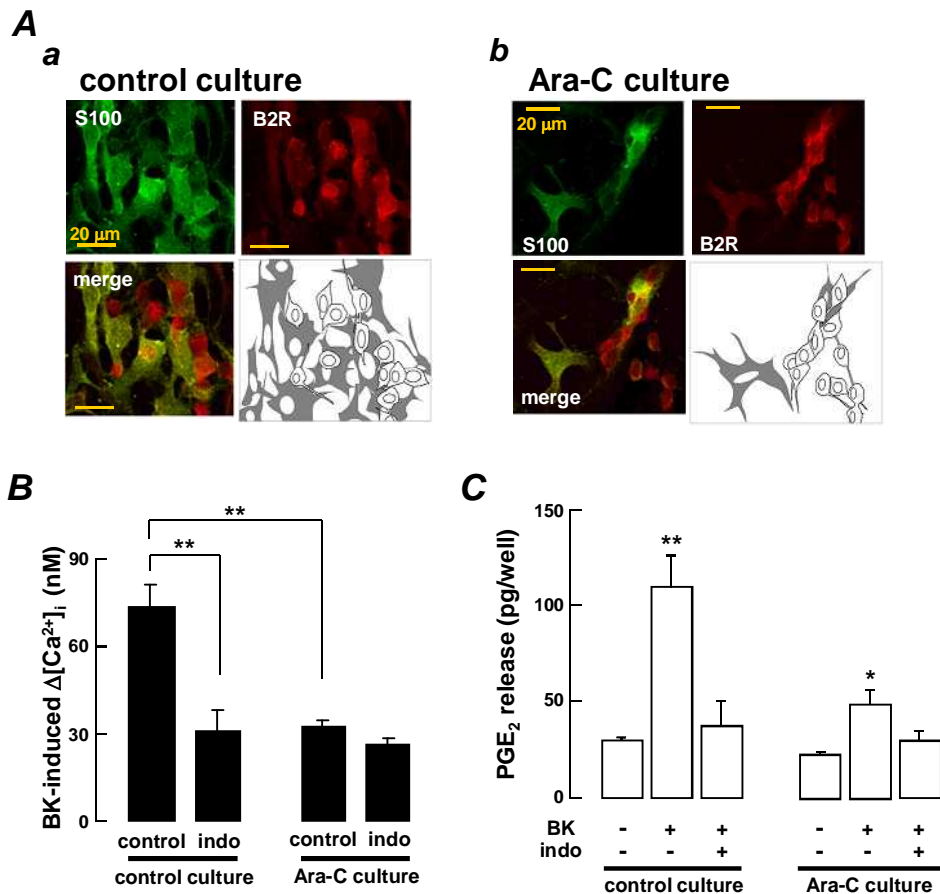 A
a
control culture
S100
B2R
20 μm
merge
b
Ara-C culture
20 μm
S100
B2R
merge
B
BK-induced Δ[Ca²⁺]ᵢ (nM)
90
60
30
0
**
**
control indo control indo
control culture Ara-C culture
C
PGE₂ release (pg/well)
150
100
50
0
**
*
BK - + + - + +
indo - - + - - +
control culture Ara-C culture